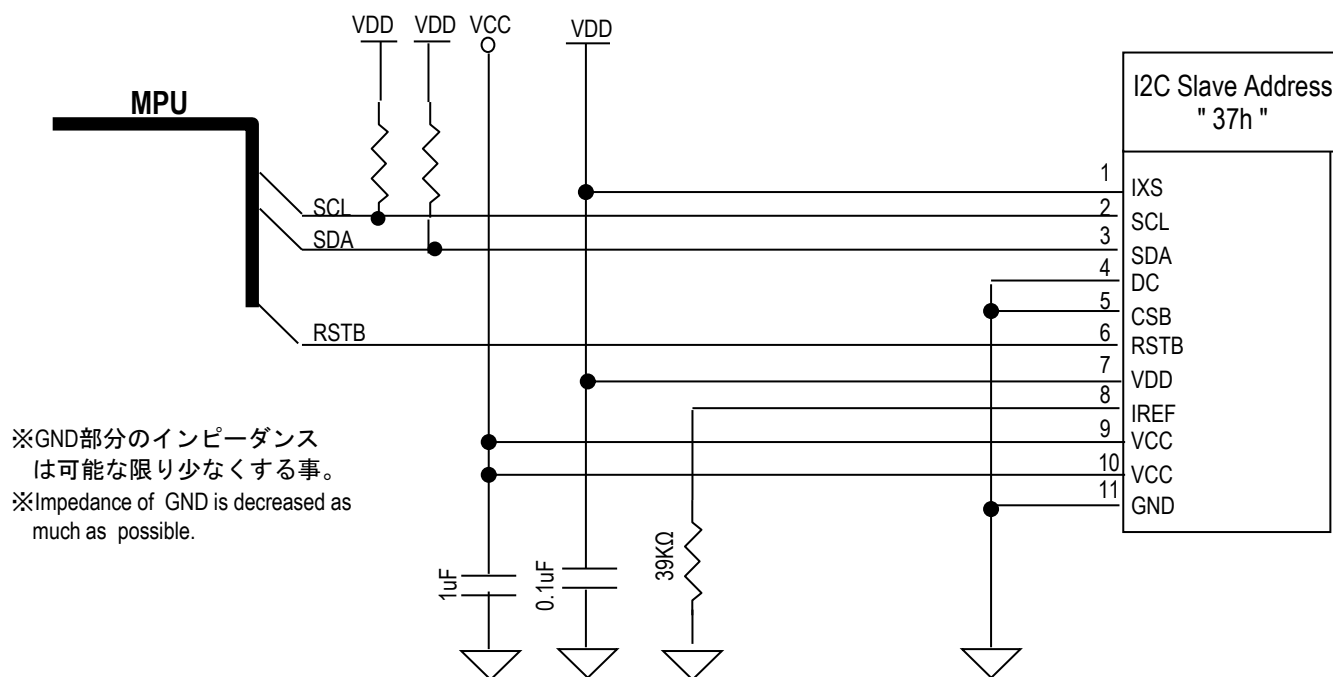 VDD
VDD
VCC
VDD
MPU
I2C Slave Address
" 37h "
SCL
SDA
RSTB
1
IXS
2
SCL
3
SDA
4
DC
5
CSB
6
RSTB
7
VDD
8
IREF
9
VCC
10
VCC
11
GND
※GND部分のインピーダンス
は可能な限り少なくする事。
※Impedance of GND is decreased as
much as possible.
1uF
0.1uF
39KΩ